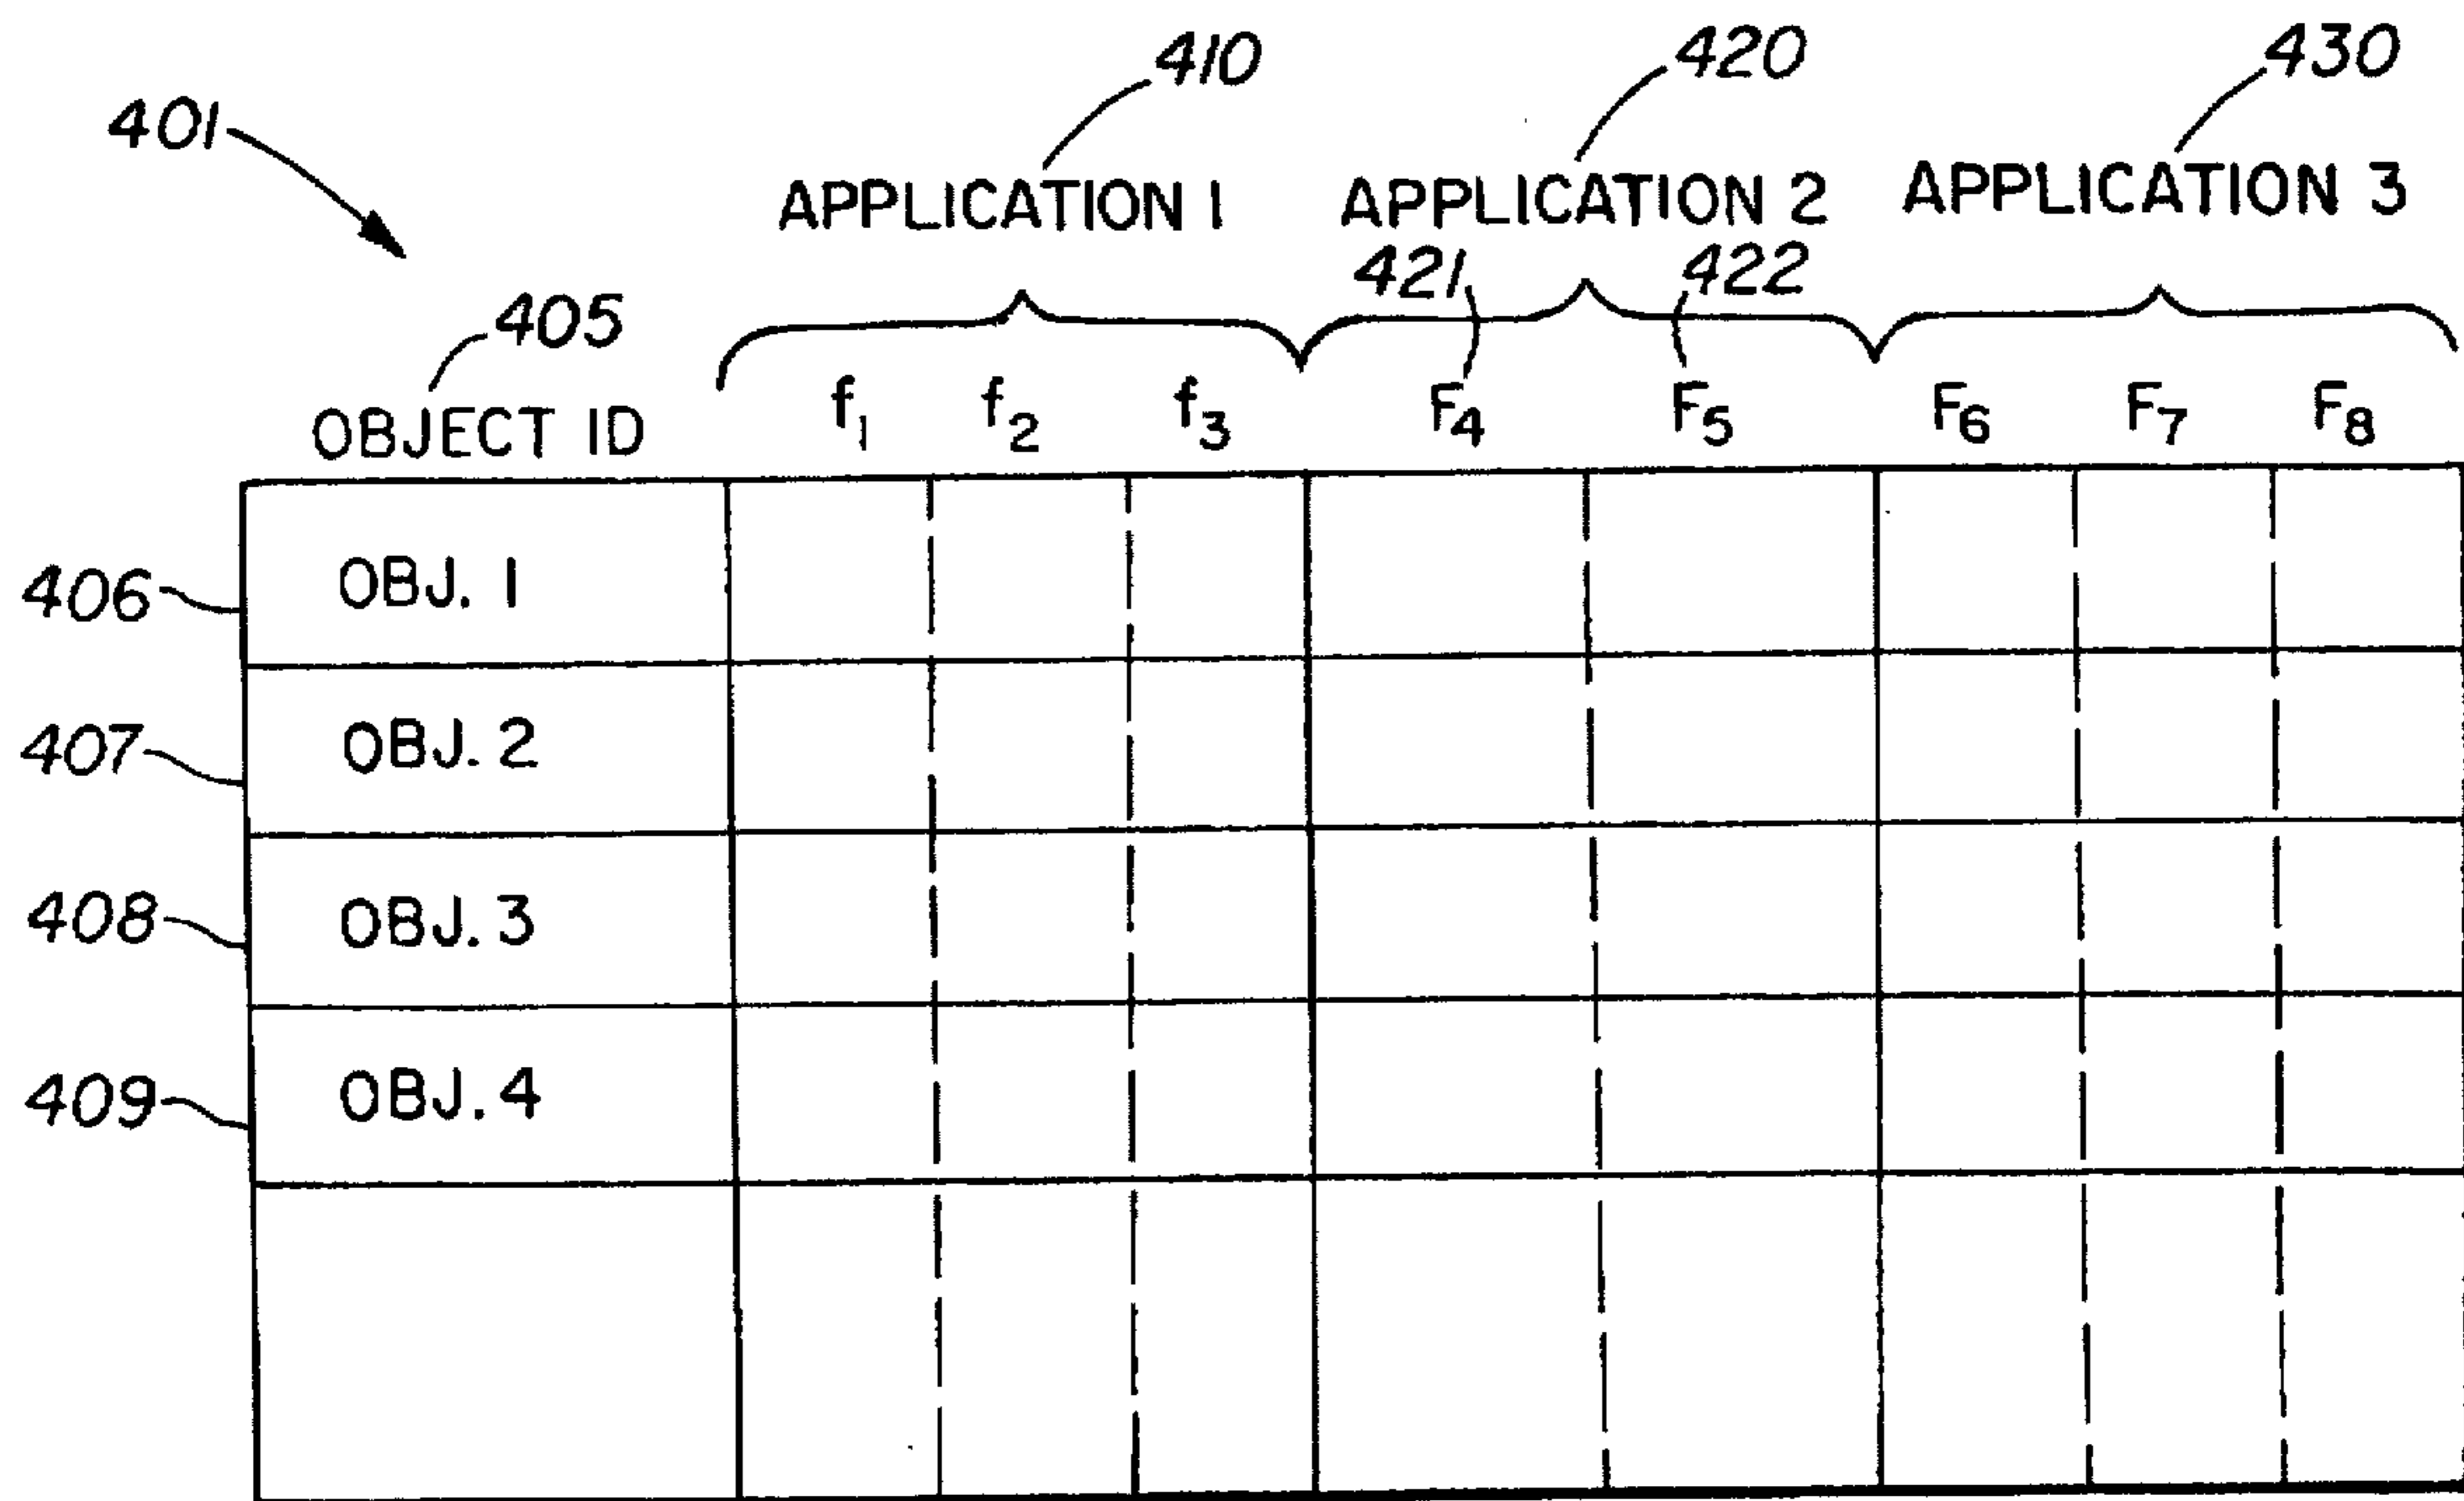 410 420 430
401
APPLICATION 1 APPLICATION 2 APPLICATION 3
421 422
405
OBJECT ID f₁ f₂ f₃ F₄ F₅ F₆ F₇ F₈
406 OBJ. 1
407 OBJ. 2
408 OBJ. 3
409 OBJ. 4